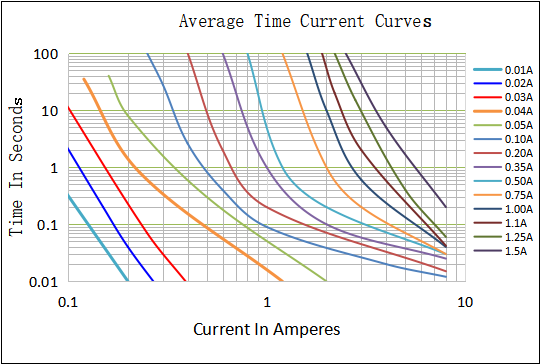 Average Time Current Curves
Time In Seconds
100
10
1
0.1
0.01
0.1
1
10
Current In Amperes
0.01A
0.02A
0.03A
0.04A
0.05A
0.10A
0.20A
0.35A
0.50A
0.75A
1.00A
1.1A
1.25A
1.5A